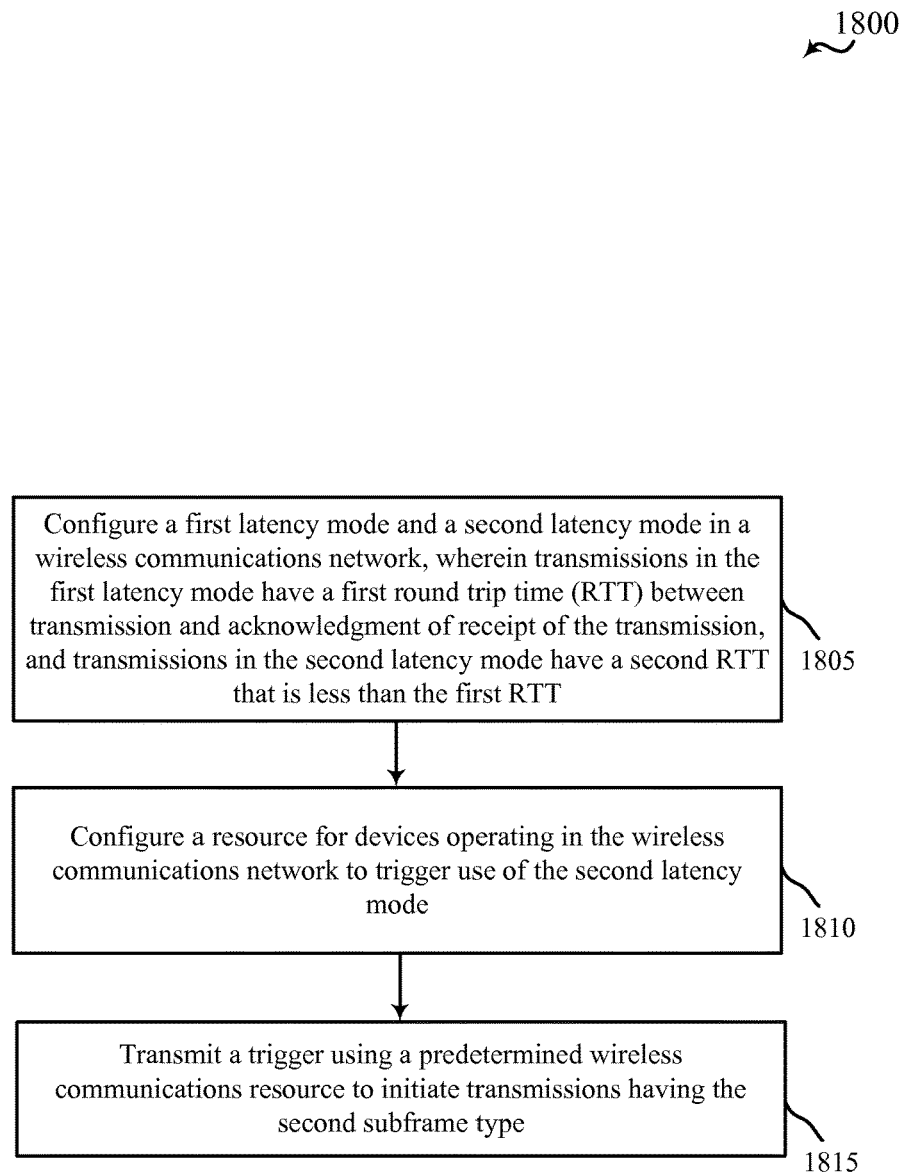 1800
Configure a first latency mode and a second latency mode in a
wireless communications network, wherein transmissions in the
first latency mode have a first round trip time (RTT) between
transmission and acknowledgment of receipt of the transmission,
and transmissions in the second latency mode have a second RTT
that is less than the first RTT
1805
Configure a resource for devices operating in the wireless
communications network to trigger use of the second latency
mode
1810
Transmit a trigger using a predetermined wireless
communications resource to initiate transmissions having the
second subframe type
1815